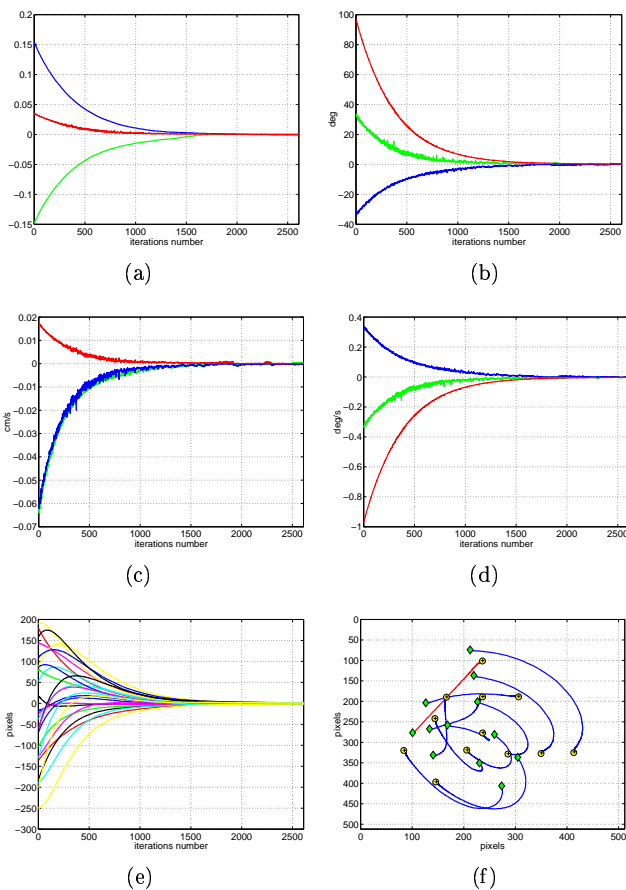 0.2
0.15
0.1
0.05
0
−0.05
−0.1
−0.15
0 500 1000 1500 2000 2500
iterations number
(a)
deg
100
80
60
40
20
0
−20
−40
0 500 1000 1500 2000 2500
iterations number
(b)
cm/s
0.02
0.01
0
−0.01
−0.02
−0.03
−0.04
−0.05
−0.06
−0.07
0 500 1000 1500 2000 2500
iterations number
(c)
deg/s
0.4
0.2
0
−0.2
−0.4
−0.6
−0.8
−1
0 500 1000 1500 2000 2500
iterations number
(d)
pixels
200
150
100
50
0
−50
−100
−150
−200
−250
−300
0 500 1000 1500 2000 2500
iterations number
(e)
pixels
0
50
100
150
200
250
300
350
400
450
500
0 100 200 300 400 500
pixels
(f)